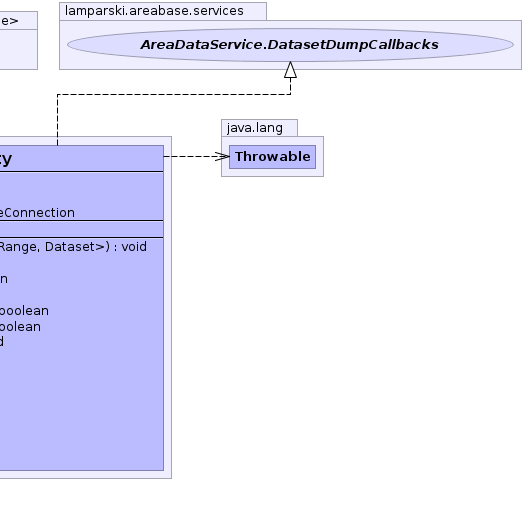 lamparski.areabase.services
e>
AreaDataService.DatasetDumpCallbacks
java.lang
Throwable
ty
eConnection
Range, Dataset>) : void
n
boolean
oolean
d